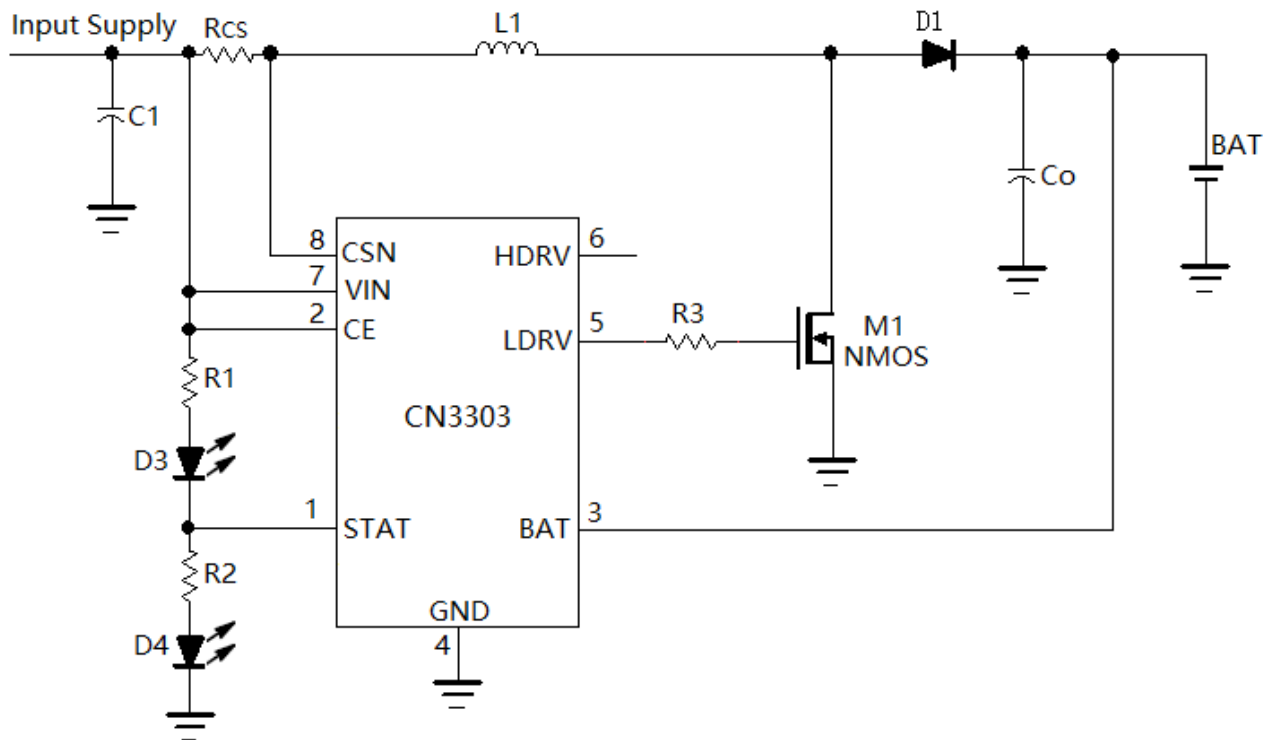 Input Supply
RCS
L1
D1
C1
Co
BAT
8
CSN
HDRV
6
7
VIN
2
CE
LDRV
5
R3
M1
NMOS
R1
CN3303
D3
1
STAT
BAT
3
R2
GND
4
D4